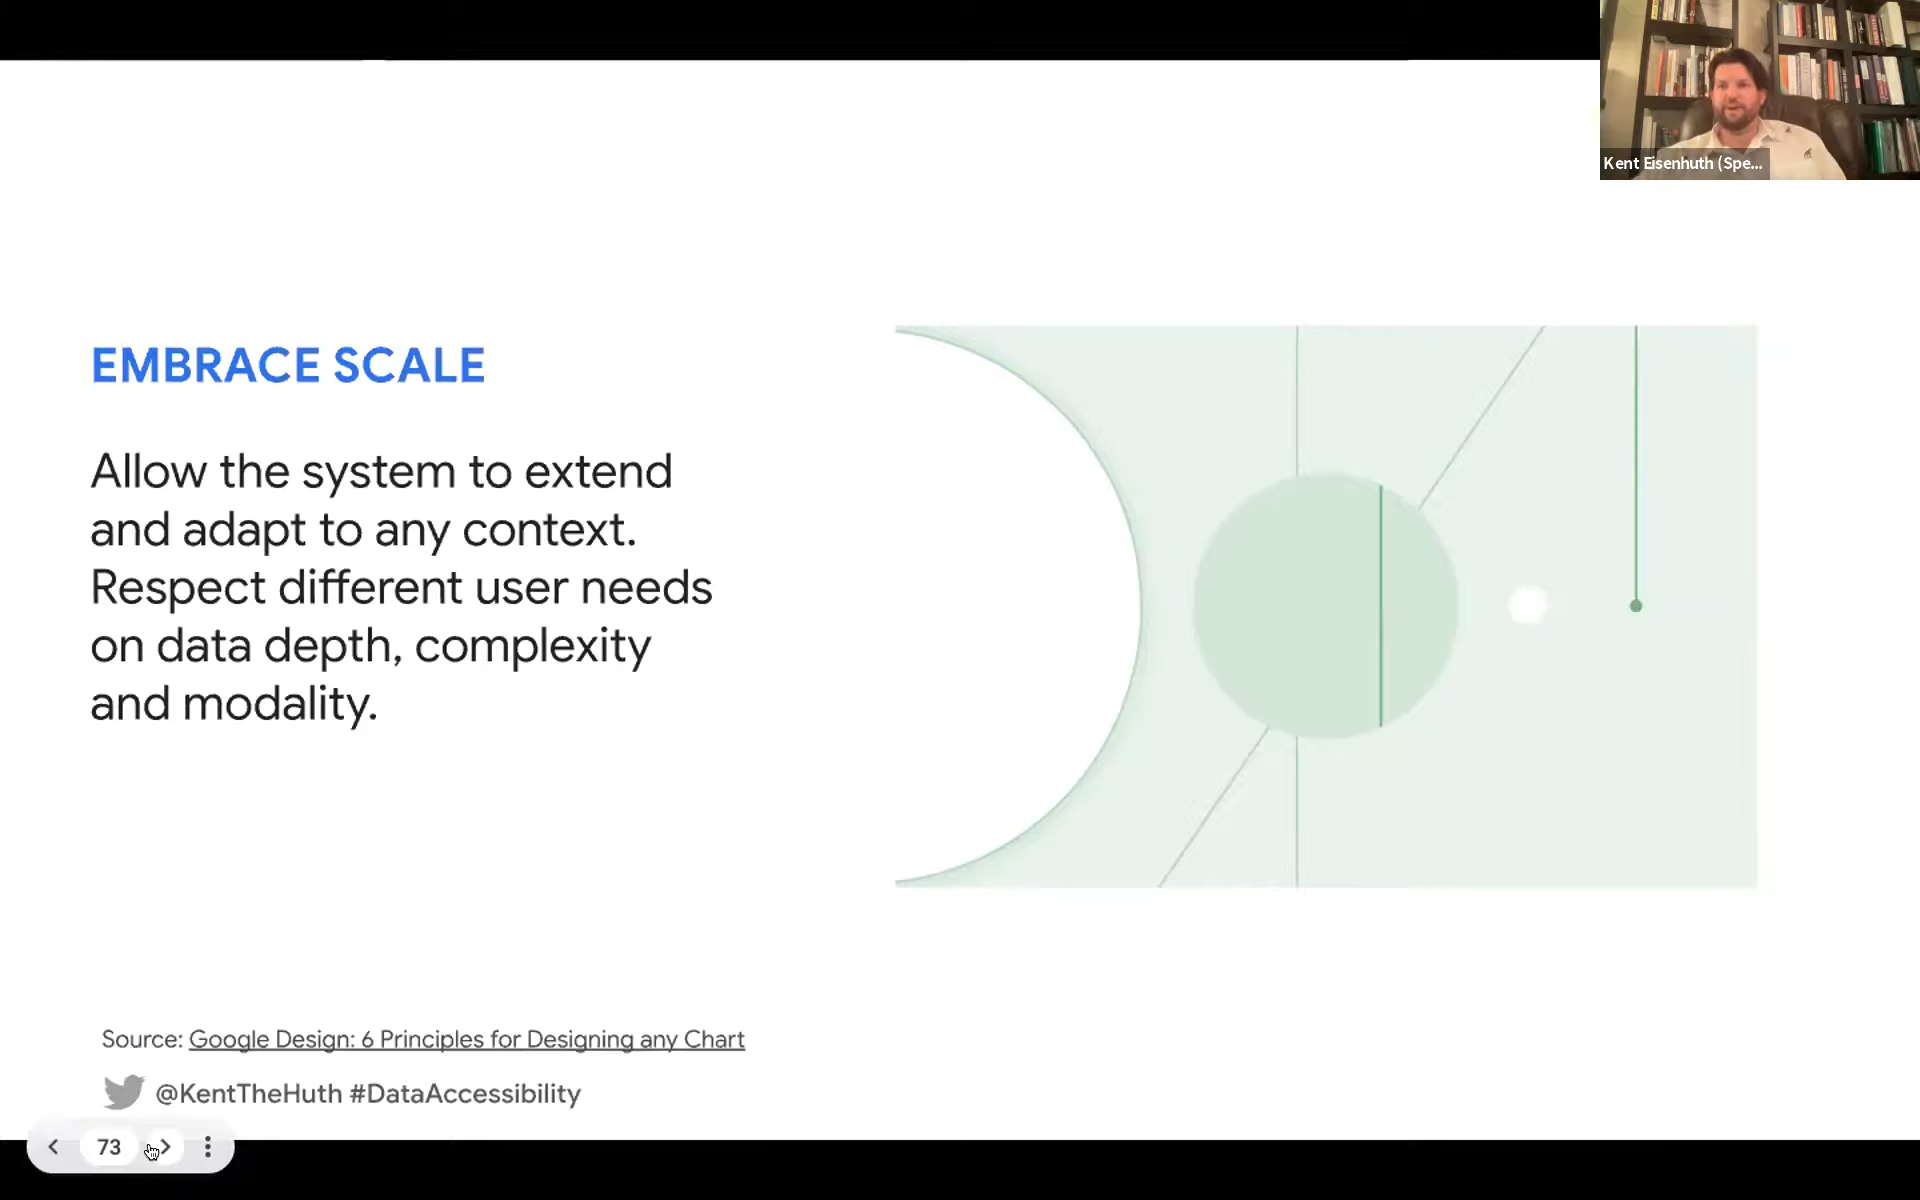 Kent Eisenhuth (Spe...
EMBRACE SCALE
Allow the system to extend
and adapt to any context.
Respect different user needs
on data depth, complexity
and modality.
Source: Google Design: 6 Principles for Designing any Chart
@KentTheHuth #DataAccessibility
73